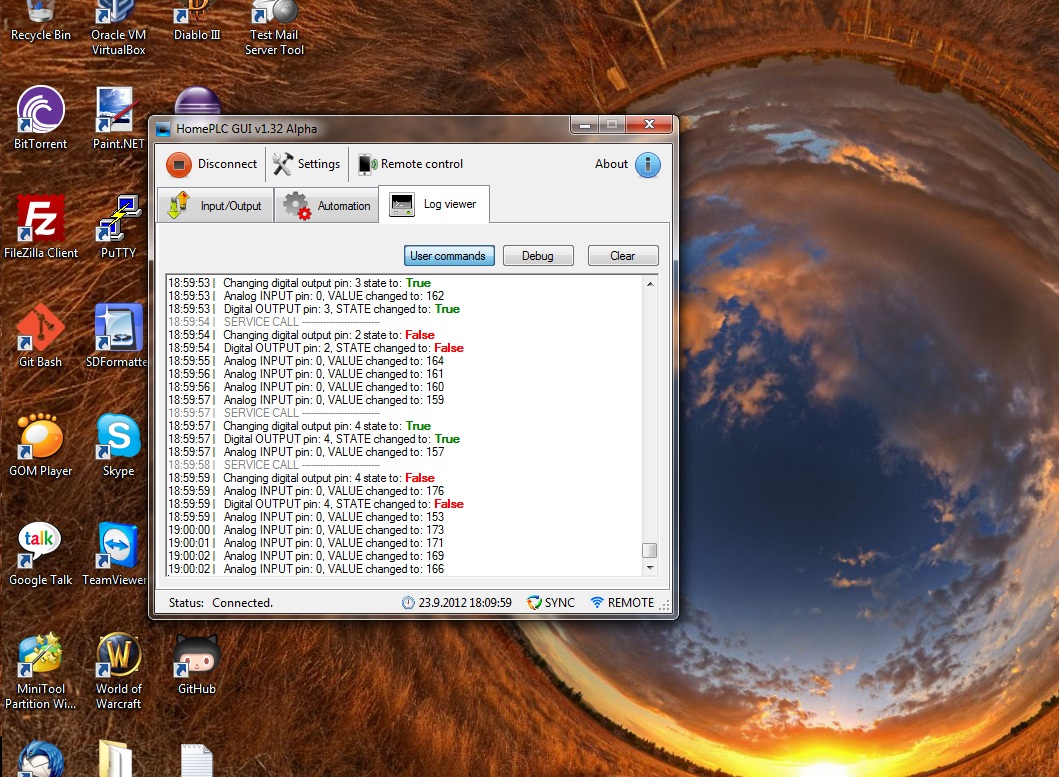 Recycle Bin
Oracle VM
VirtualBox
Diablo III
Test Mail
Server Tool
BitTorrent
Paint.NET
FileZilla Client
PuTTY
Git Bash
SDFormatte
GOM Player
Skype
talk
Google Talk
TeamViewer
MiniTool
Partition Wi...
World of
Warcraft
GitHub
HomePLC GUI v1.32 Alpha
Disconnect
Settings
Remote control
About
Input/Output
Automation
Log viewer
User commands
Debug
Clear
18:59:53 | Changing digital output pin: 3 state to: True
18:59:53 | Analog INPUT pin: 0, VALUE changed to: 162
18:59:53 | Digital OUTPUT pin: 3, STATE changed to: True
18:59:54 | SERVICE CALL --------------------------
18:59:54 | Changing digital output pin: 2 state to: False
18:59:54 | Digital OUTPUT pin: 2, STATE changed to: False
18:59:55 | Analog INPUT pin: 0, VALUE changed to: 164
18:59:56 | Analog INPUT pin: 0, VALUE changed to: 161
18:59:56 | Analog INPUT pin: 0, VALUE changed to: 160
18:59:57 | Analog INPUT pin: 0, VALUE changed to: 159
18:59:57 | SERVICE CALL --------------------------
18:59:57 | Changing digital output pin: 4 state to: True
18:59:57 | Digital OUTPUT pin: 4, STATE changed to: True
18:59:57 | Analog INPUT pin: 0, VALUE changed to: 157
18:59:58 | SERVICE CALL --------------------------
18:59:59 | Changing digital output pin: 4 state to: False
18:59:59 | Analog INPUT pin: 0, VALUE changed to: 176
18:59:59 | Digital OUTPUT pin: 4, STATE changed to: False
18:59:59 | Analog INPUT pin: 0, VALUE changed to: 153
19:00:00 | Analog INPUT pin: 0, VALUE changed to: 173
19:00:01 | Analog INPUT pin: 0, VALUE changed to: 171
19:00:02 | Analog INPUT pin: 0, VALUE changed to: 169
19:00:02 | Analog INPUT pin: 0, VALUE changed to: 166
Status: Connected.
23.9.2012 18:09:59
SYNC
REMOTE